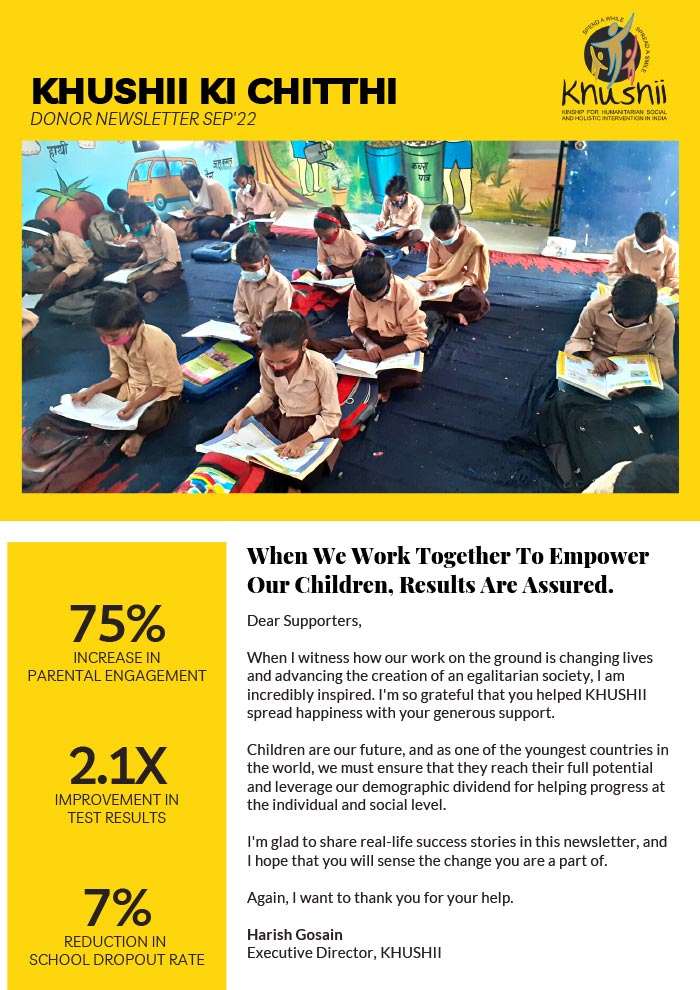 KHUSHII KI CHITTHI
DONOR NEWSLETTER SEP'22
SPEND A WHILE SPREAD A SMILE
Khushii
KINSHIP FOR HUMANITARIAN SOCIAL
AND HOLISTIC INTERVENTION IN INDIA
हाथी
कचरा
पात्र
75%
INCREASE IN
PARENTAL ENGAGEMENT
2.1X
IMPROVEMENT IN
TEST RESULTS
7%
REDUCTION IN
SCHOOL DROPOUT RATE
When We Work Together To Empower
Our Children, Results Are Assured.
Dear Supporters,
When I witness how our work on the ground is changing lives
and advancing the creation of an egalitarian society, I am
incredibly inspired. I'm so grateful that you helped KHUSHII
spread happiness with your generous support.
Children are our future, and as one of the youngest countries in
the world, we must ensure that they reach their full potential
and leverage our demographic dividend for helping progress at
the individual and social level.
I'm glad to share real-life success stories in this newsletter, and
I hope that you will sense the change you are a part of.
Again, I want to thank you for your help.
Harish Gosain
Executive Director, KHUSHII